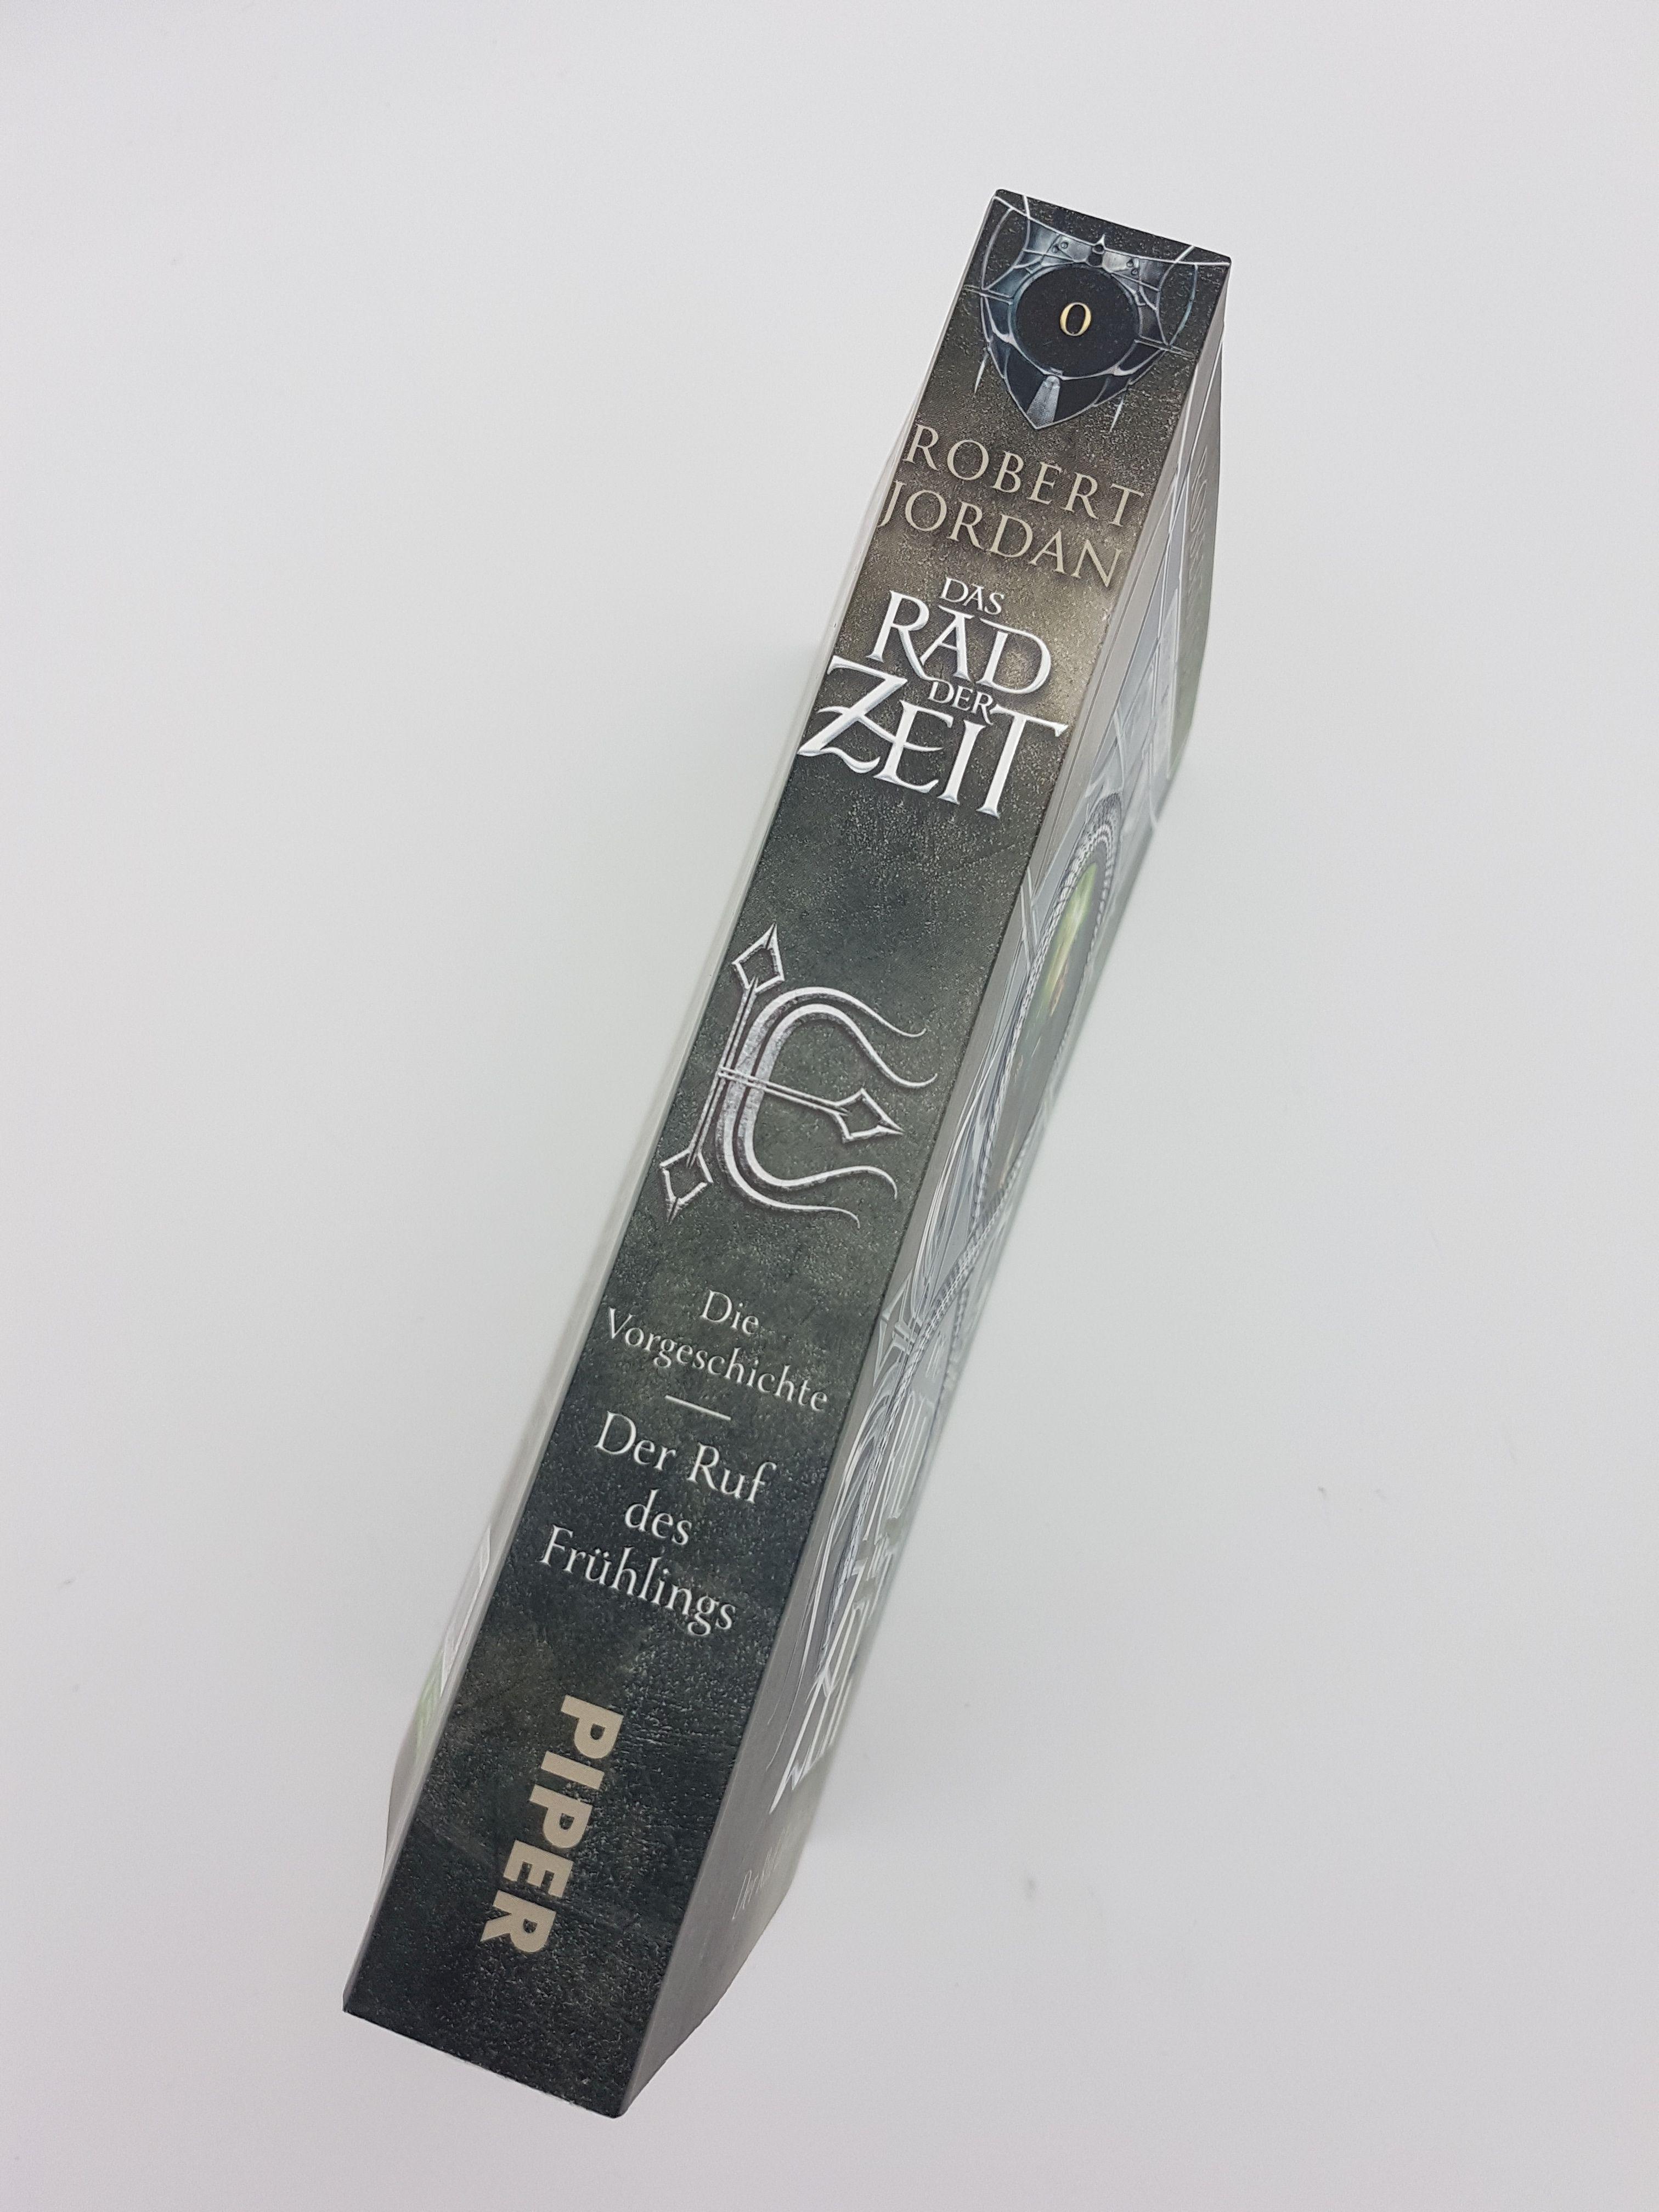 0
ROBERT
JORDAN
DAS
RAD
DER
ZEIT
Die
Vorgeschichte
Der Ruf
des
Frühlings
PIPER